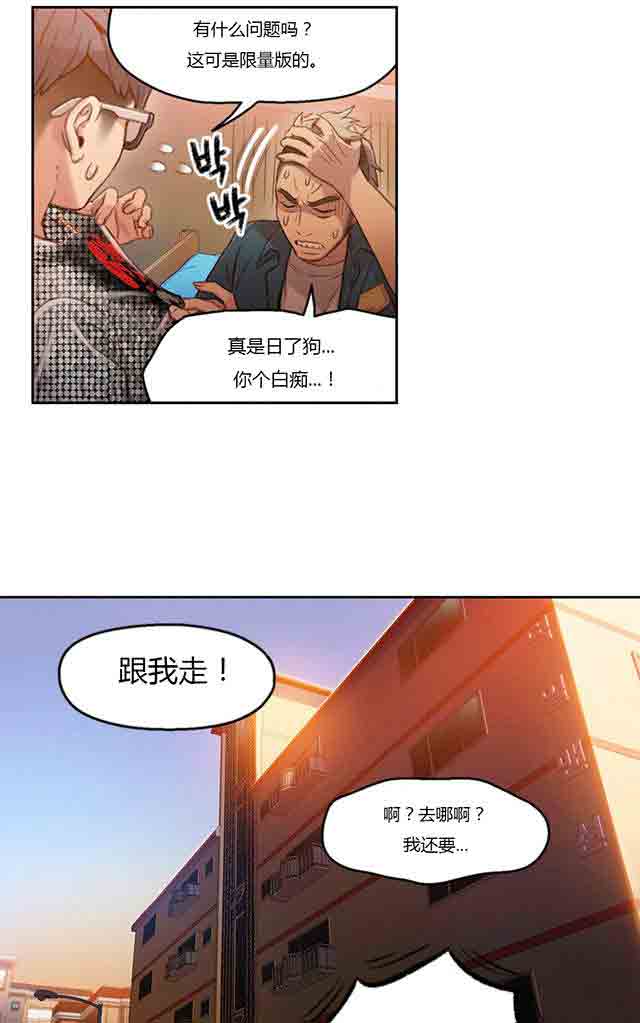 有什么问题吗？
这可是限量版的。
박
박
真是日了狗...
你个白痴...！
跟我走！
啊？去哪啊？
我还要...